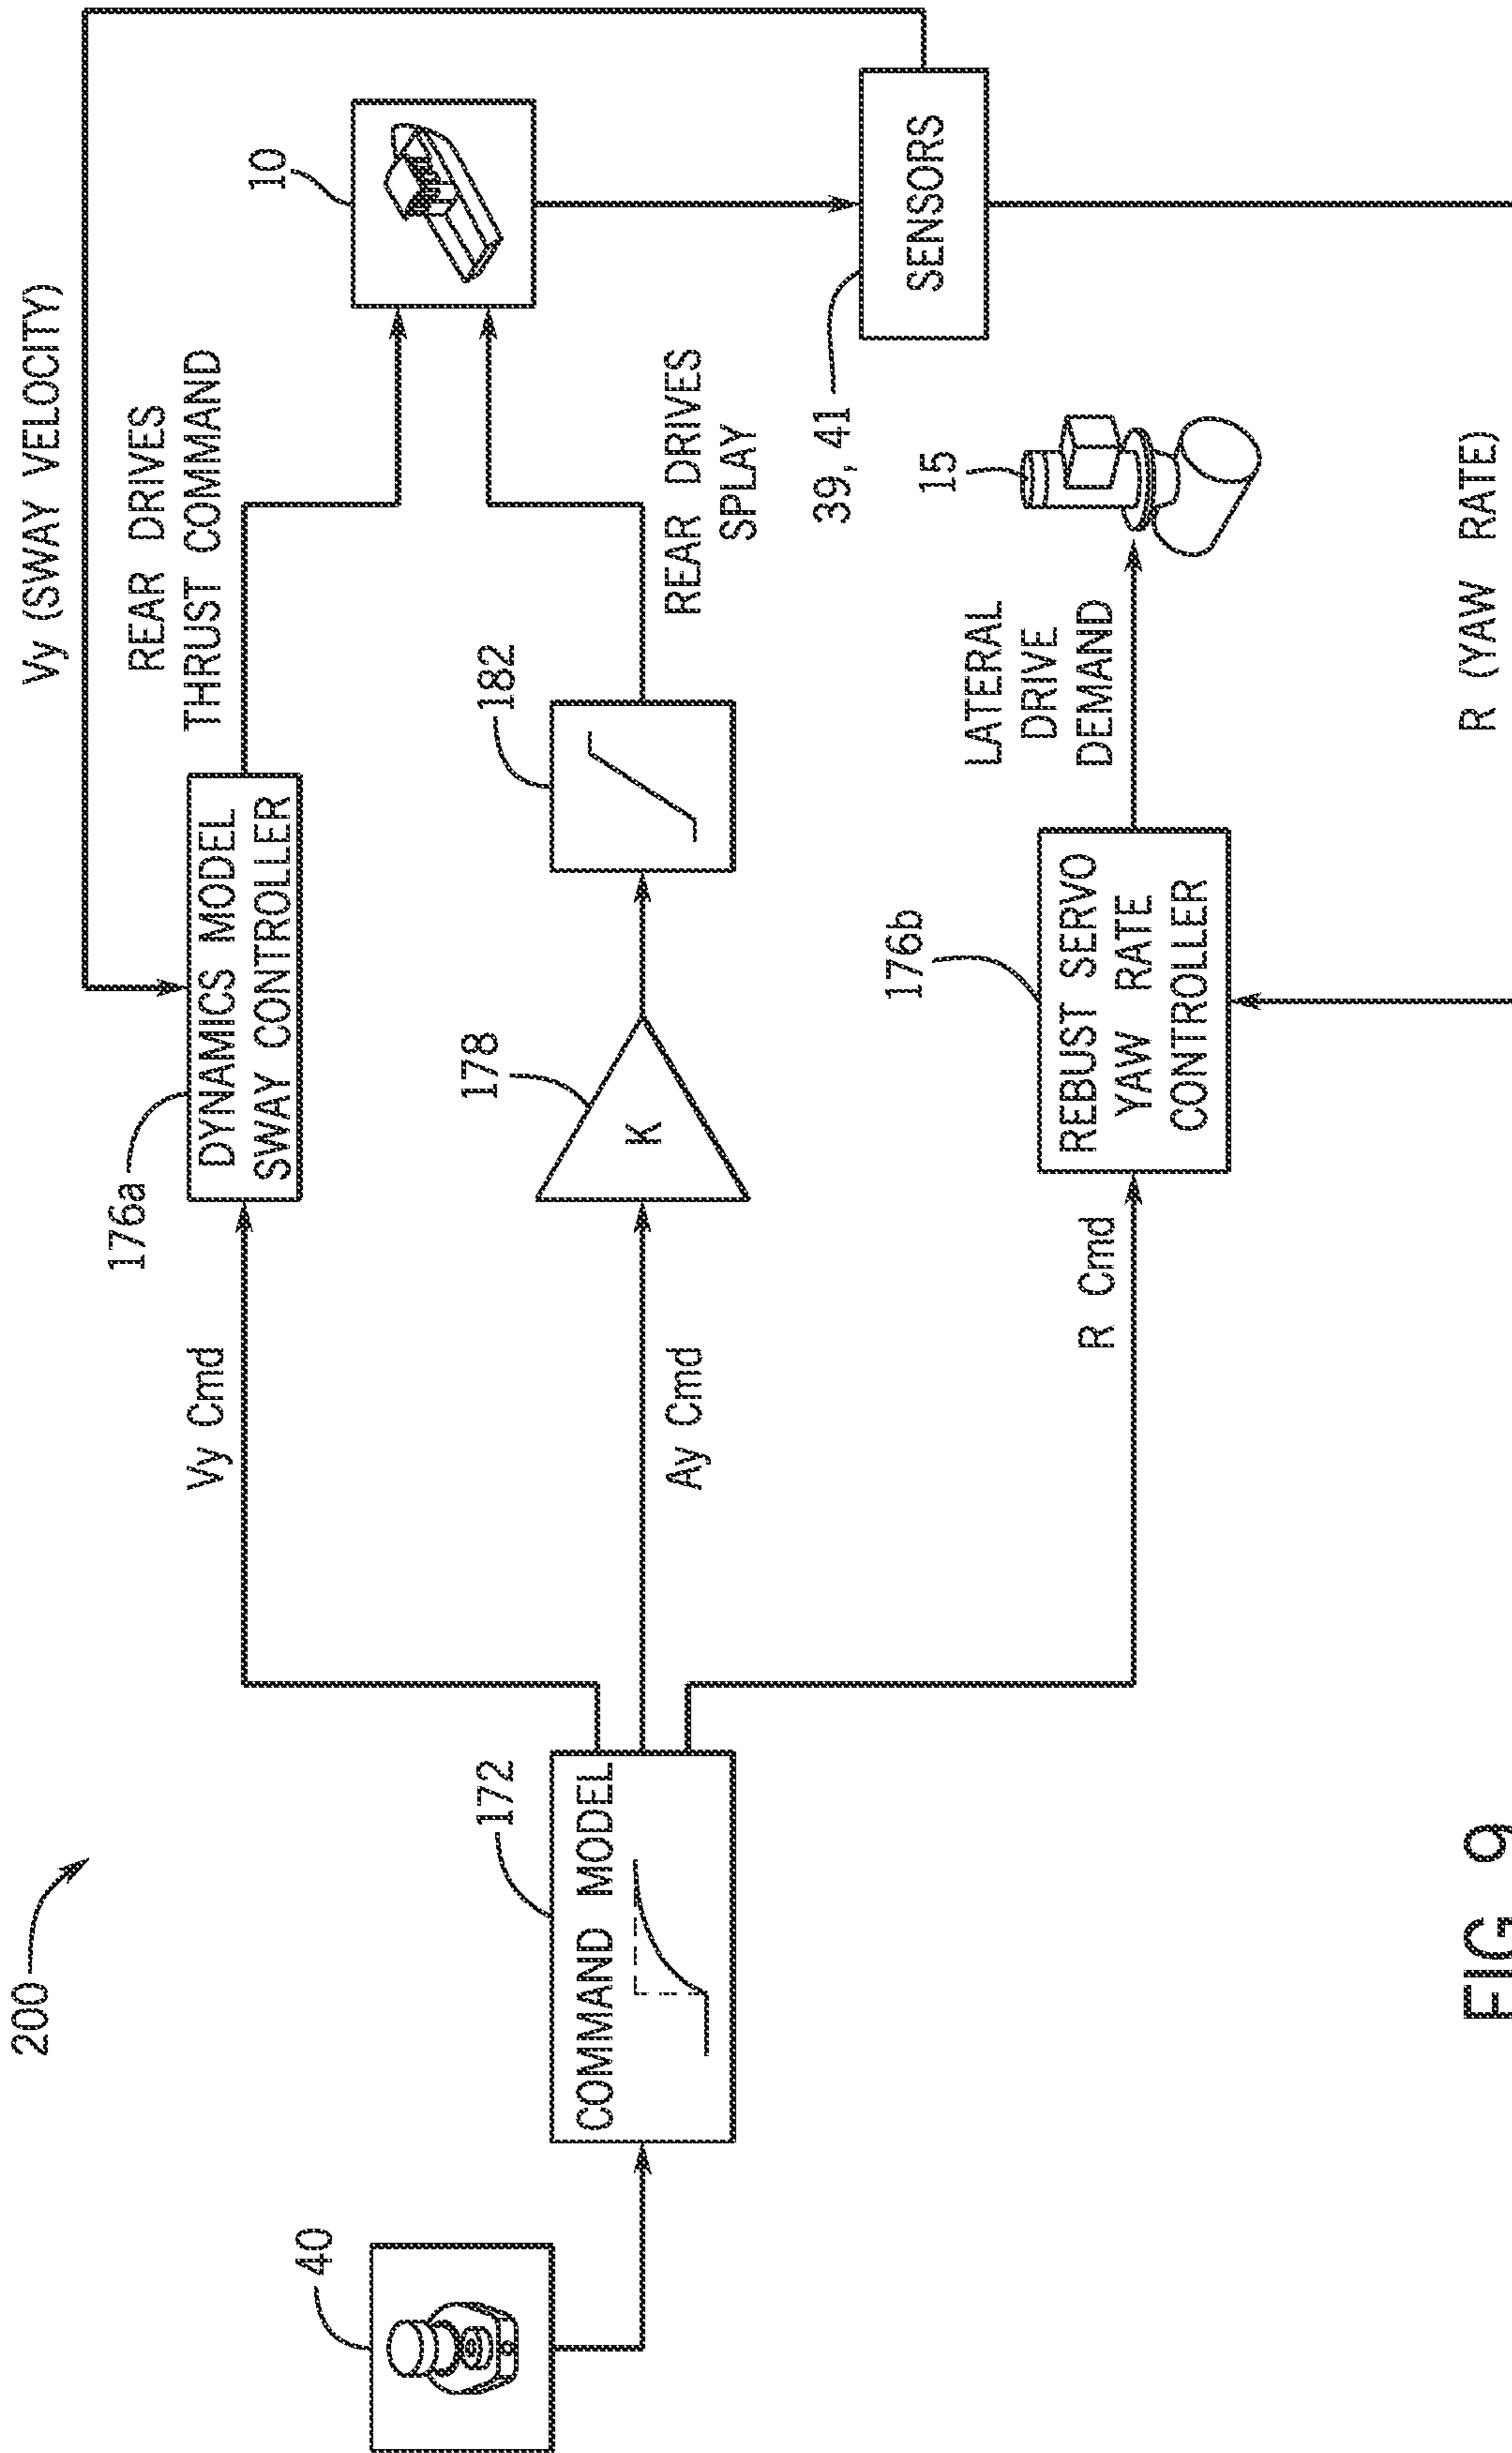 200
40
172
COMMAND MODEL
Vy Cmd
Ay Cmd
R Cmd
176a
DYNAMICS MODEL
SWAY CONTROLLER
178
K
182
176b
REBUST SERVO
YAW RATE
CONTROLLER
Vy (SWAY VELOCITY)
REAR DRIVES
THRUST COMMAND
REAR DRIVES
SPLAY
LATERAL
DRIVE
DEMAND
15
10
39, 41
SENSORS
R (YAW RATE)
FIG. 9